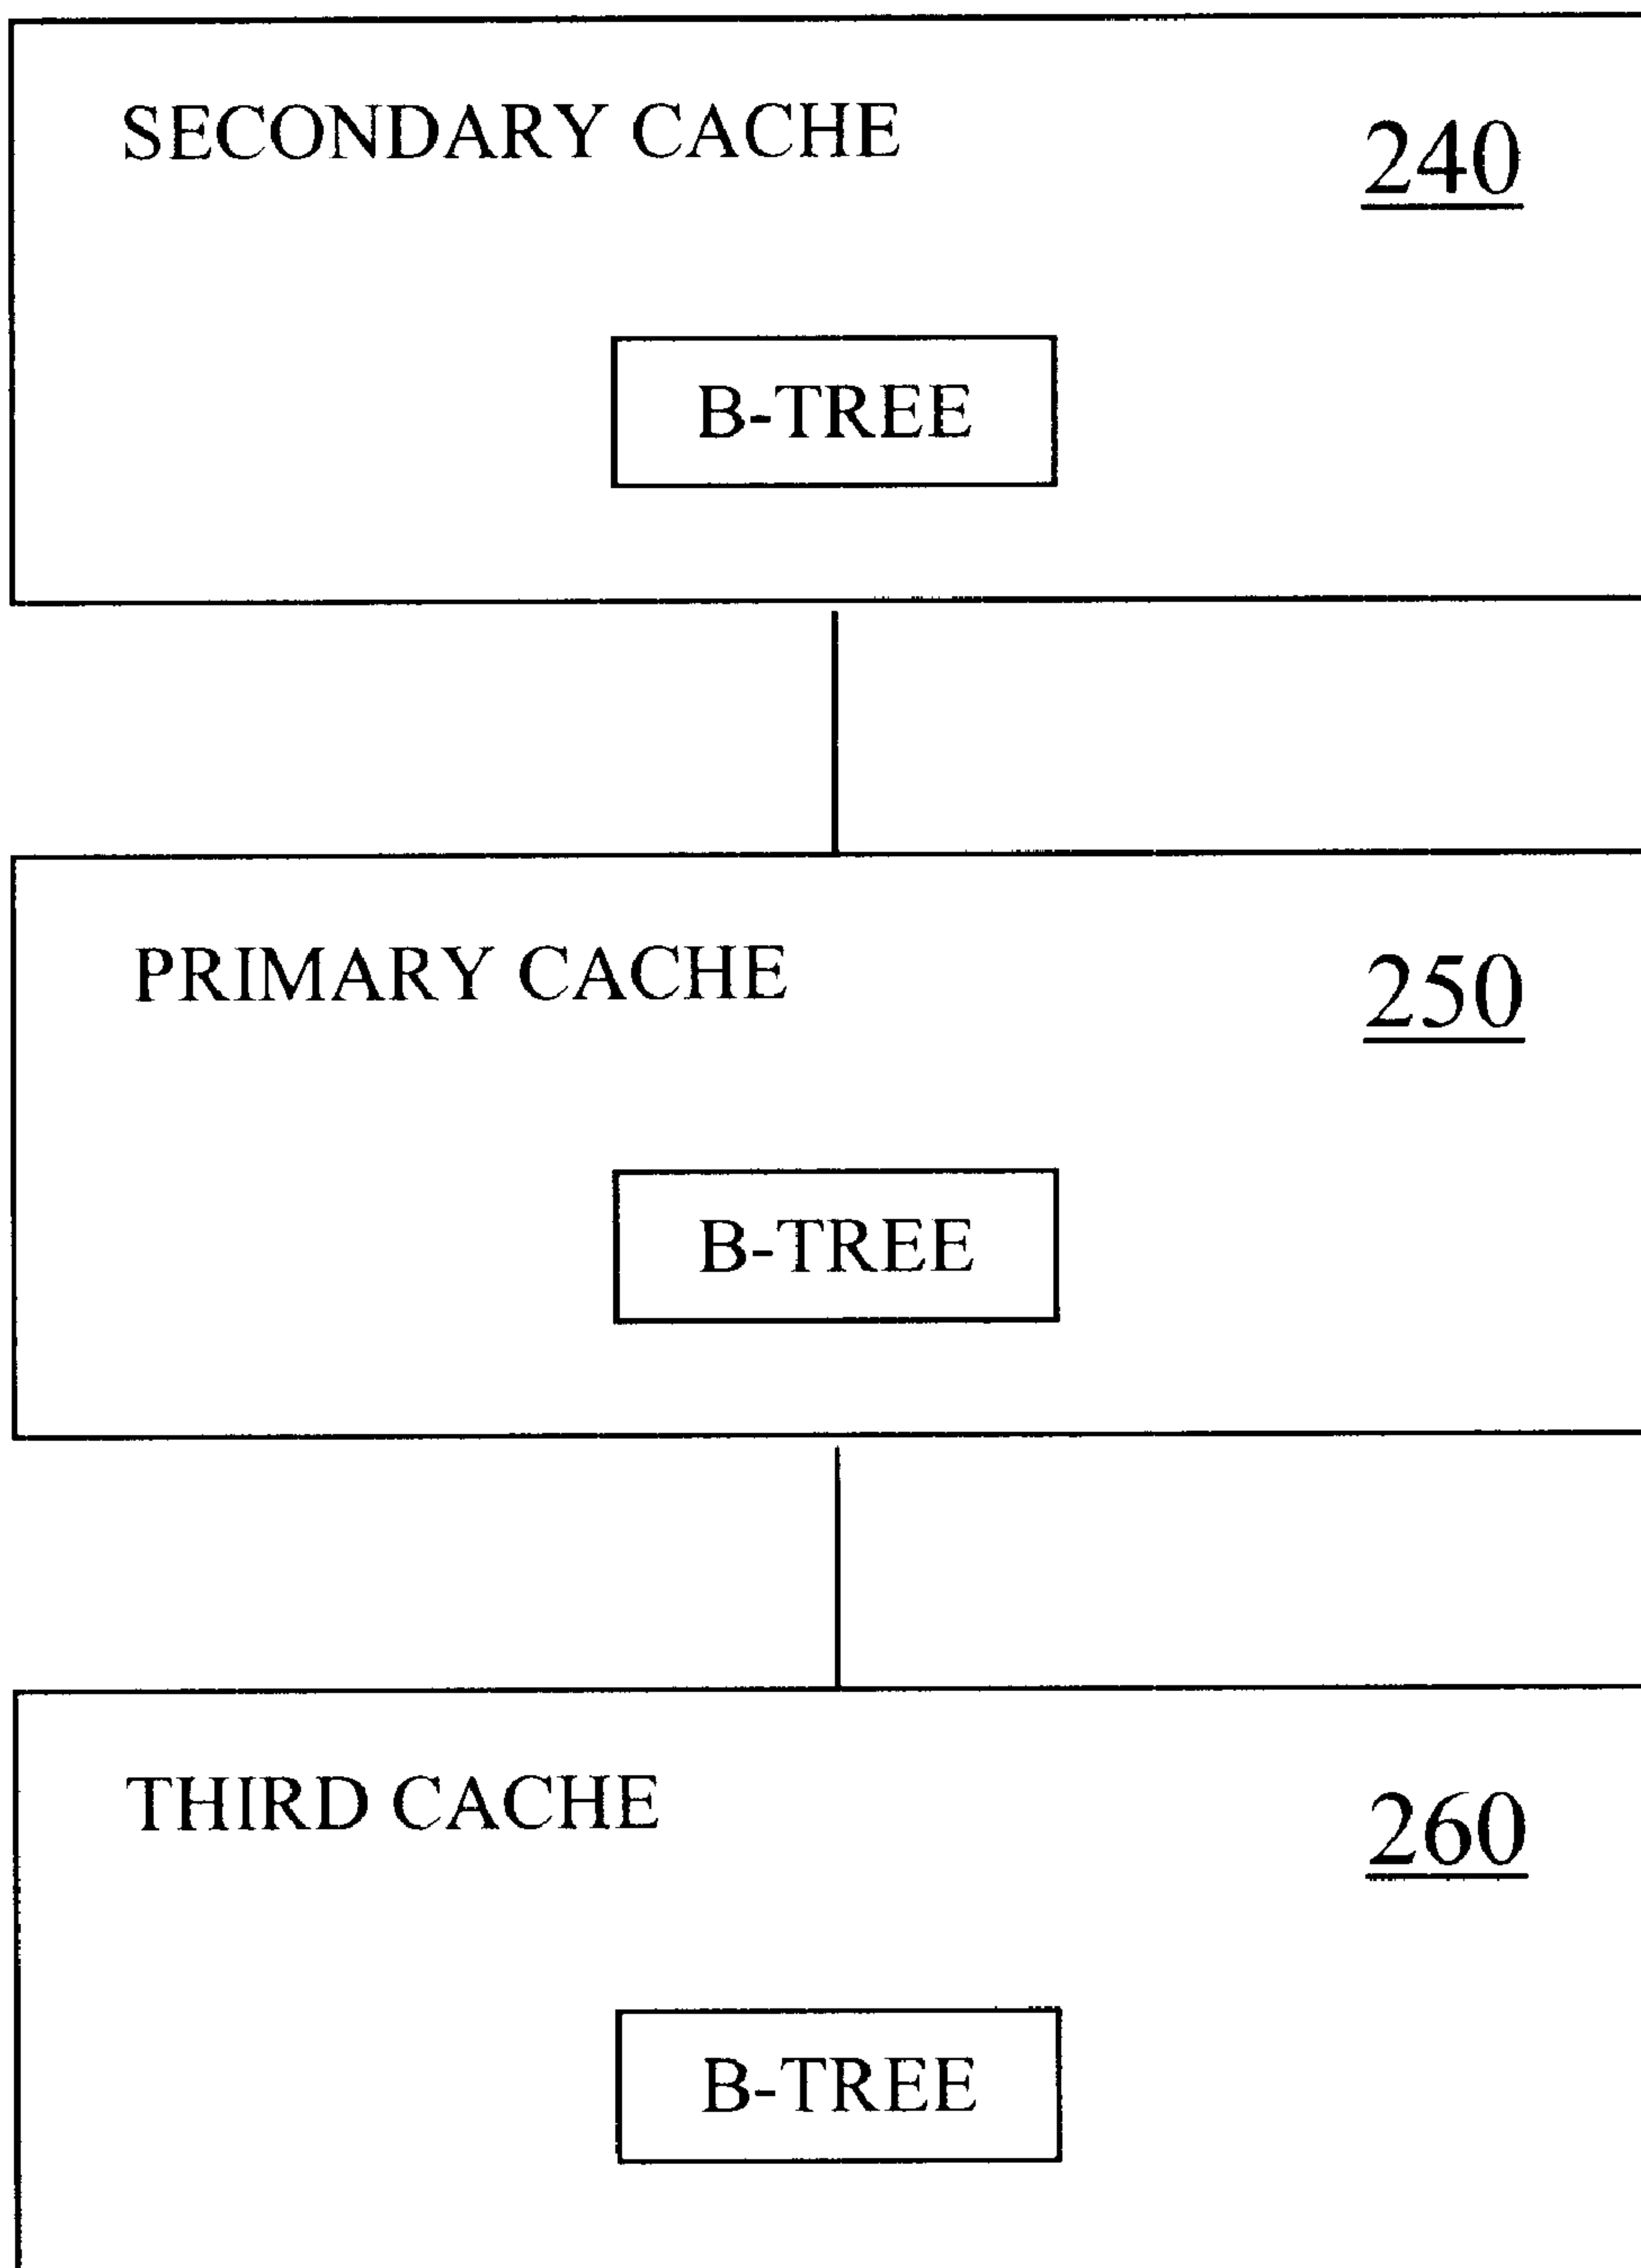 SECONDARY CACHE 240
B-TREE
PRIMARY CACHE 250
B-TREE
THIRD CACHE 260
B-TREE